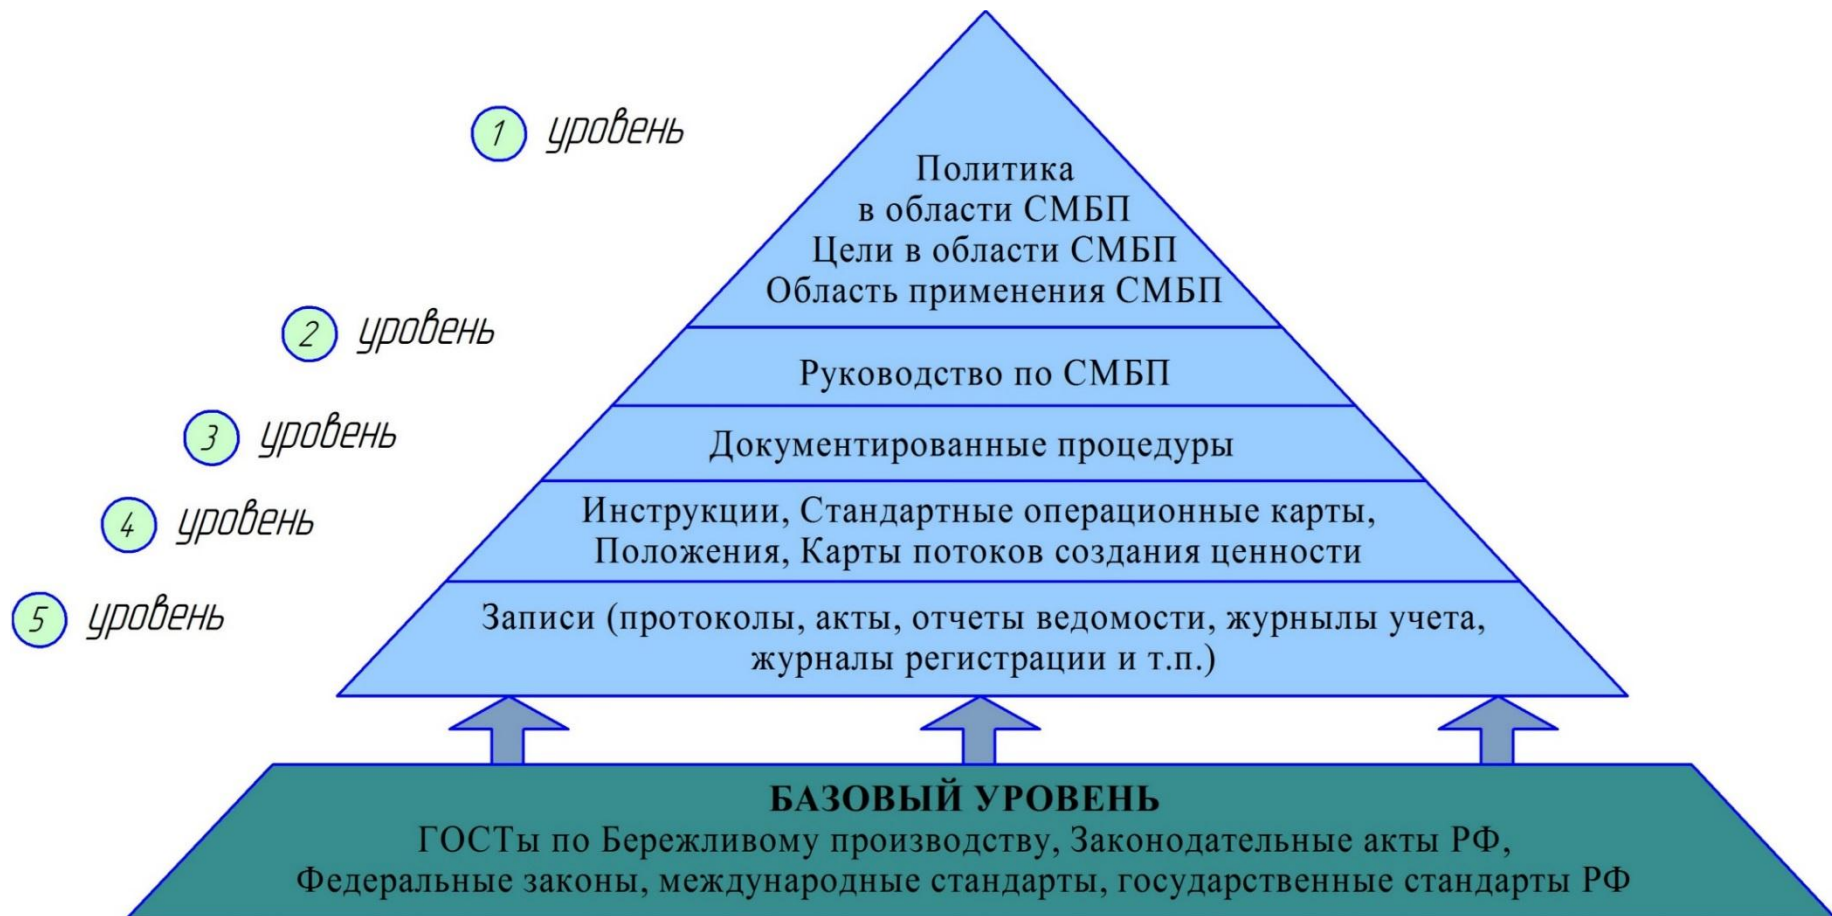 1 уровень
Политика
в области СМБП
Цели в области СМБП
Область применения СМБП
2 уровень
Руководство по СМБП
3 уровень
Документированные процедуры
4 уровень
Инструкции, Стандартные операционные карты,
Положения, Карты потоков создания ценности
5 уровень
Записи (протоколы, акты, отчеты ведомости, журнылы учета,
журналы регистрации и т.п.)
БАЗОВЫЙ УРОВЕНЬ
ГОСТы по Бережливому производству, Законодательные акты РФ,
Федеральные законы, международные стандарты, государственные стандарты РФ